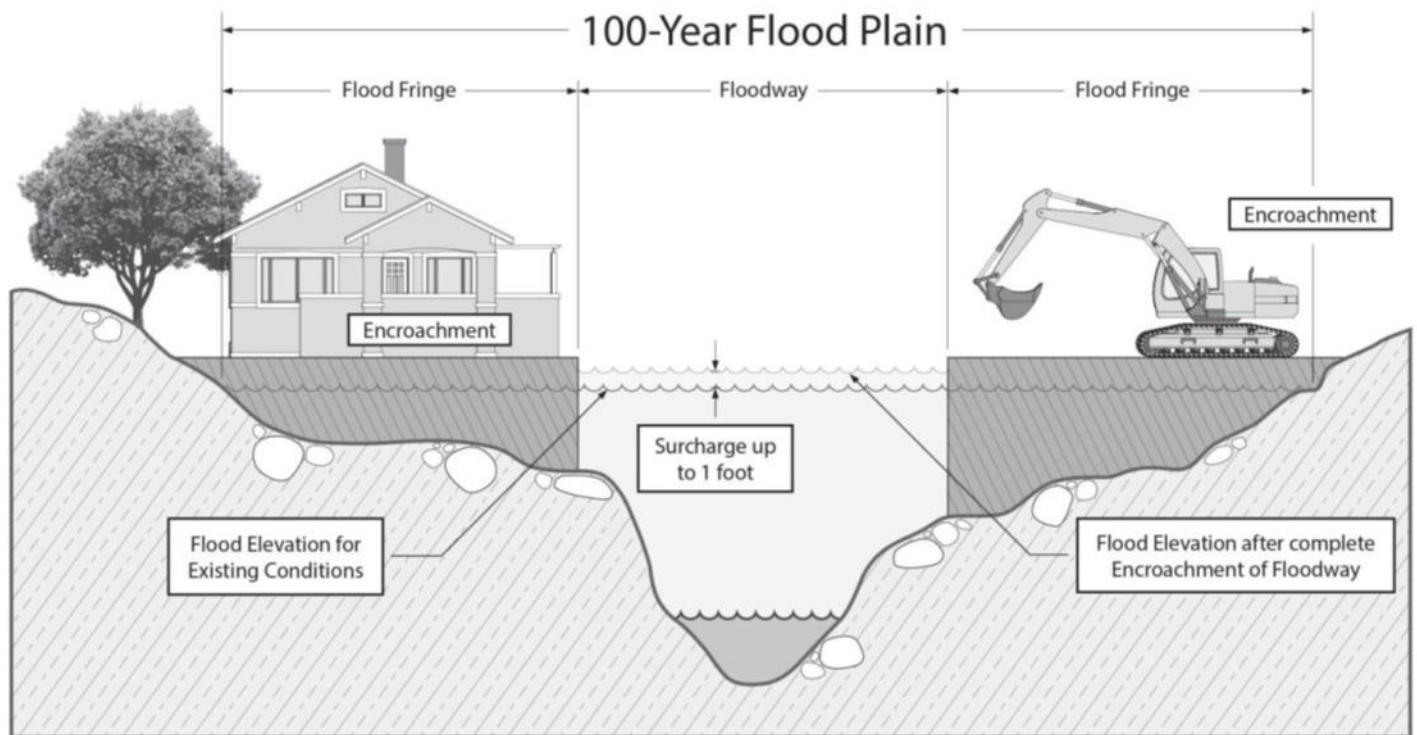 100-Year Flood Plain
Flood Fringe
Floodway
Flood Fringe
Encroachment
Encroachment
Surcharge up
to 1 foot
Flood Elevation for
Existing Conditions
Flood Elevation after complete
Encroachment of Floodway